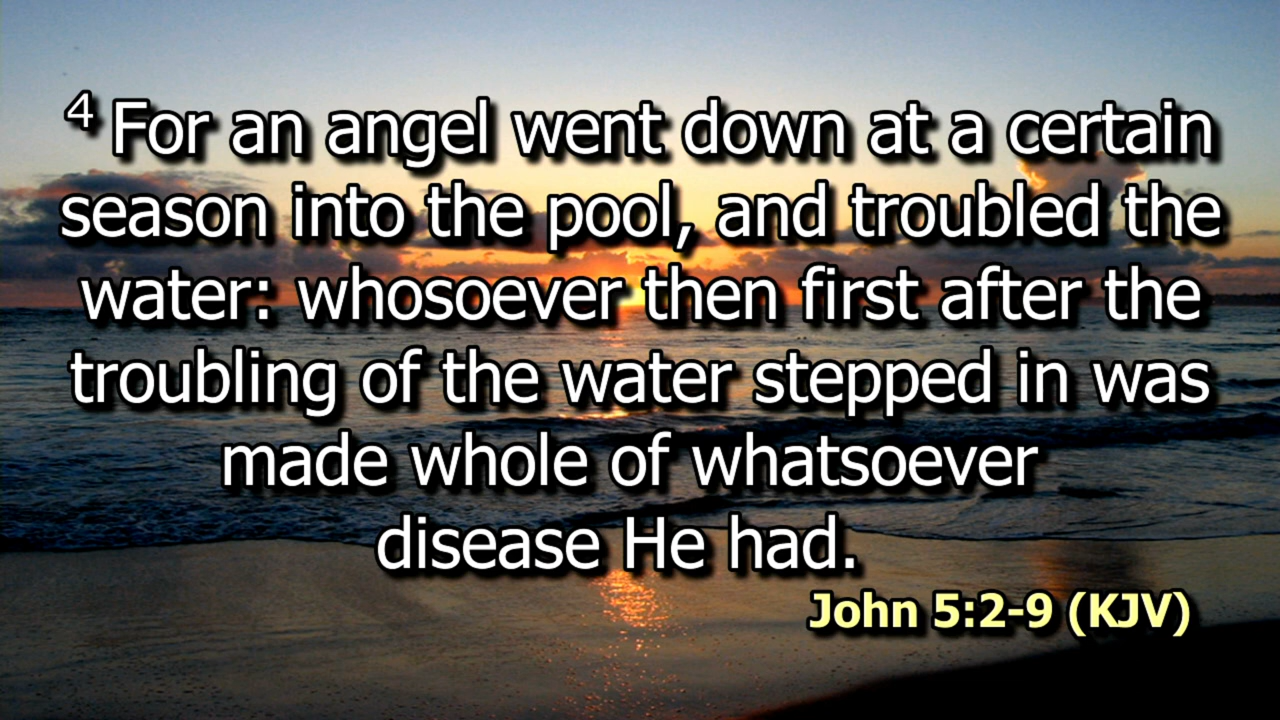 4 For an angel went down at a certain
season into the pool, and troubled the
water: whosoever then first after the
troubling of the water stepped in was
made whole of whatsoever
disease He had.
John 5:2-9 (KJV)